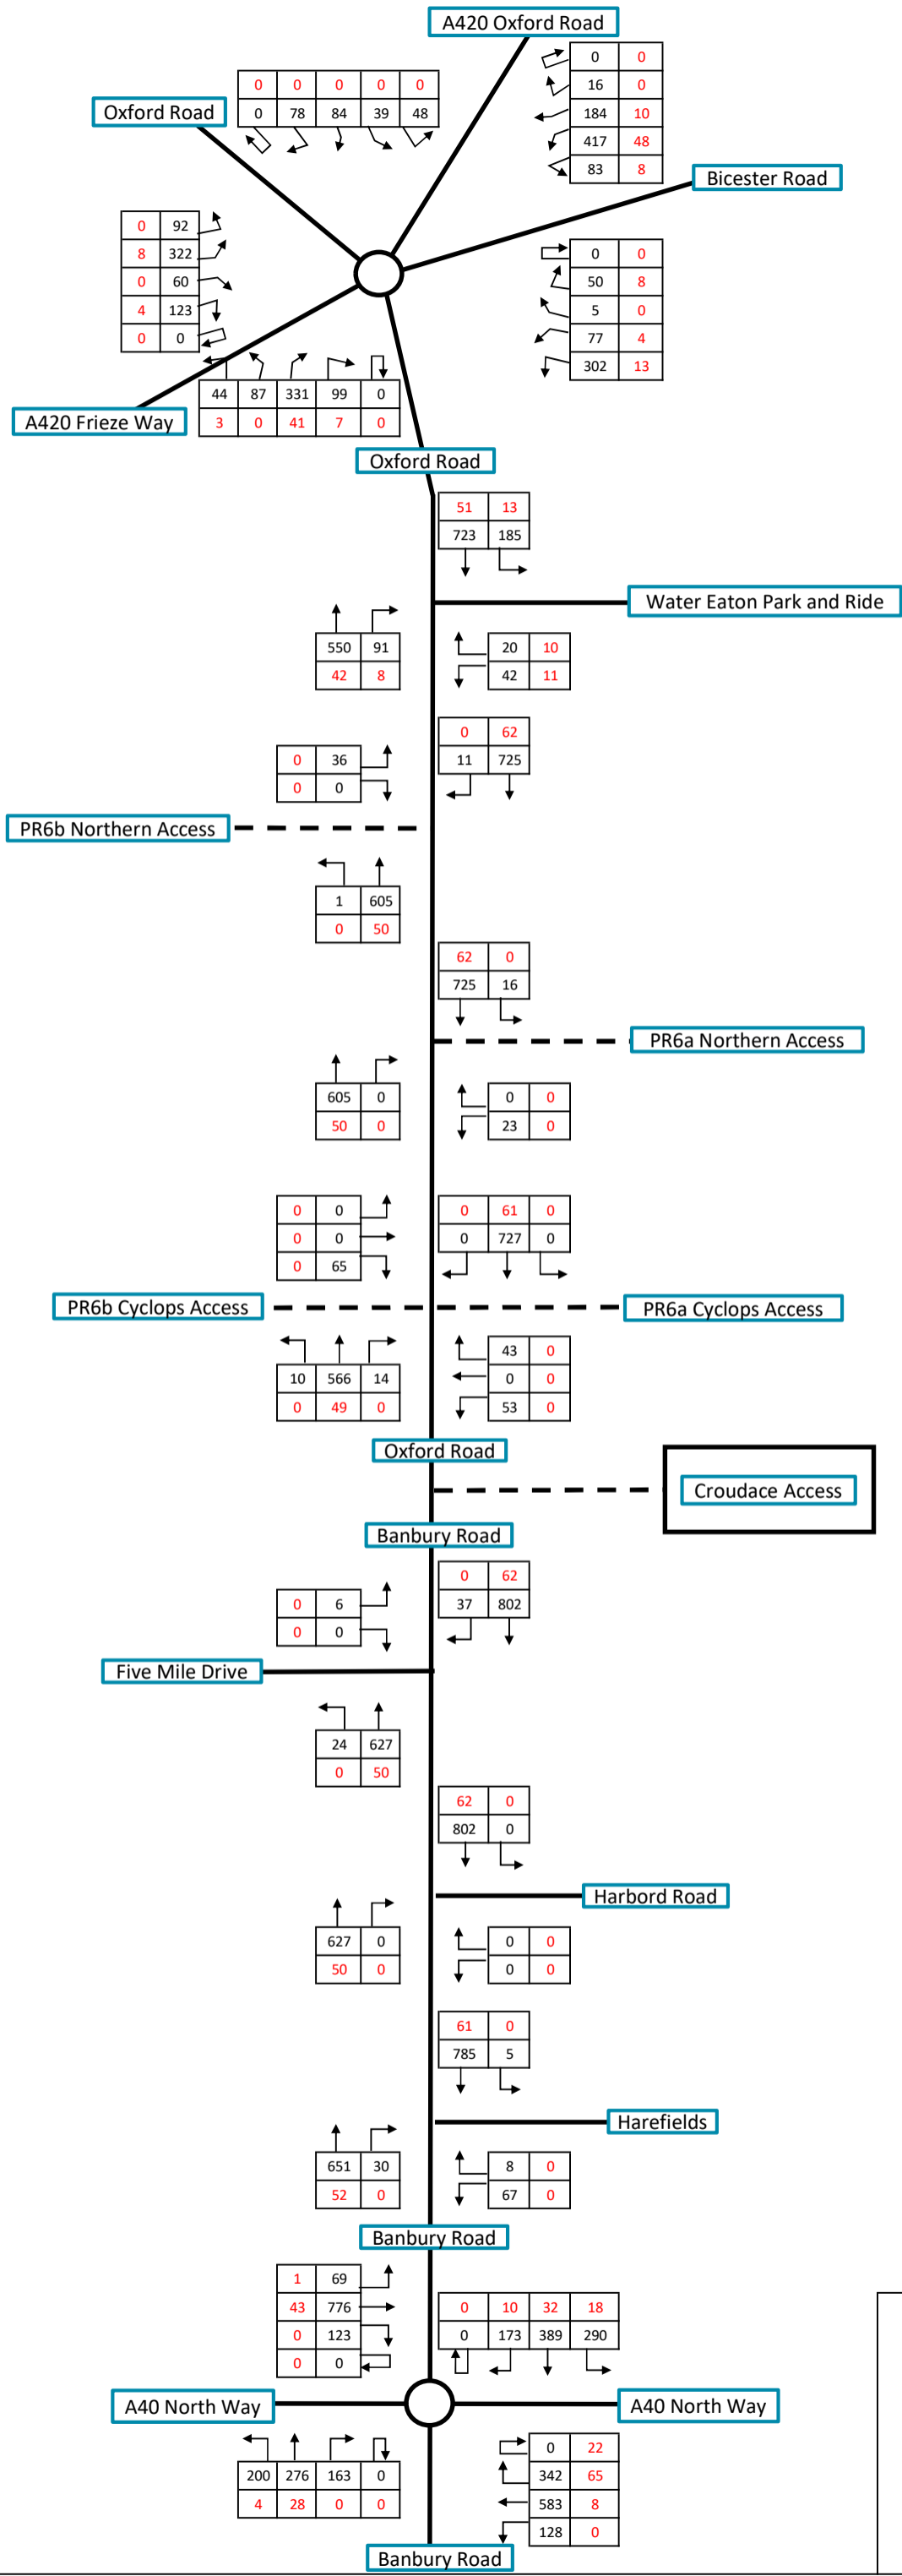 A420 Oxford Road
0 0
16 0
184 10
417 48
83 8
0 0 0 0 0
0 78 84 39 48
Oxford Road
Bicester Road
0 92
8 322
0 60
4 123
0 0
0 0
50 8
5 0
77 4
302 13
44 87 331 99 0
3 0 41 7 0
A420 Frieze Way
Oxford Road
51 13
723 185
Water Eaton Park and Ride
550 91
42 8
20 10
42 11
0 62
11 725
0 36
0 0
PR6b Northern Access
1 605
0 50
62 0
725 16
PR6a Northern Access
605 0
50 0
0 0
23 0
0 0
0 0
0 65
0 61 0
0 727 0
PR6b Cyclops Access
PR6a Cyclops Access
10 566 14
0 49 0
43 0
0 0
53 0
Oxford Road
Croudace Access
Banbury Road
0 62
37 802
0 6
0 0
Five Mile Drive
24 627
0 50
62 0
802 0
Harbord Road
627 0
50 0
0 0
0 0
61 0
785 5
Harefields
651 30
52 0
8 0
67 0
Banbury Road
1 69
43 776
0 123
0 0
0 10 32 18
0 173 389 290
A40 North Way
A40 North Way
200 276 163 0
4 28 0 0
0 22
342 65
583 8
128 0
Banbury Road